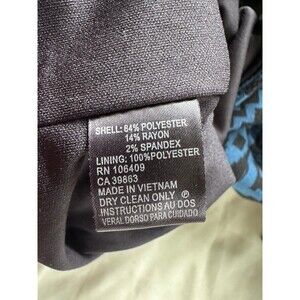 SHELL: 64% POLYESTER
14% RAYON
2% SPANDEX
LINING: 100%POLYESTER
RN 106409
CA 39863
MADE IN VIETNAM
DRY CLEAN ONLY Ⓟ
INSTRUCTIONS AU DOS
VERAL DORSO PARA CUIDADO